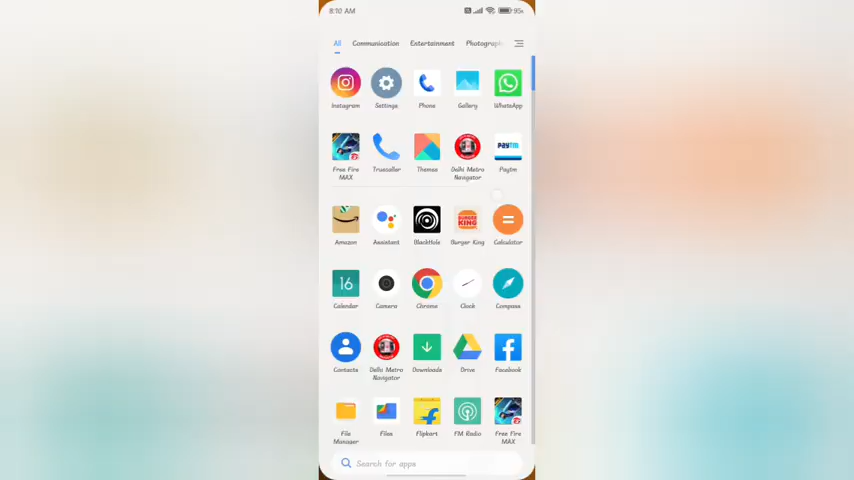 8:10 AM 95
All Communication Entertainment Photograph
Instagram Settings Phone Gallery WhatsApp
Free Fire MAX Truecaller Themes Delhi Metro Navigator Paytm
Amazon Assistant BlackHole Burger King Calculator
16
Calendar Camera Chrome Clock Compass
Contacts Delhi Metro Navigator Downloads Drive Facebook
File Manager Files Flipkart FM Radio Free Fire MAX
Search for apps